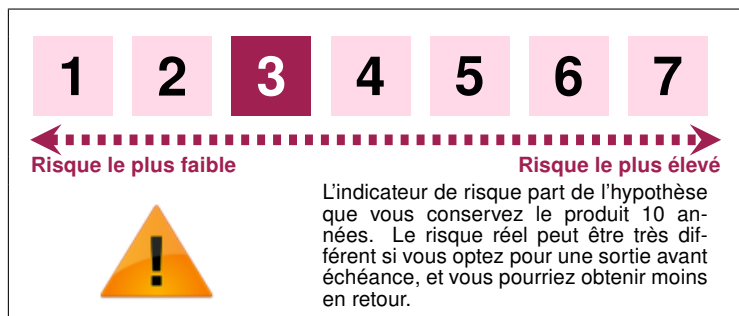 1 2 3 4 5 6 7
Risque le plus faible Risque le plus élevé
L'indicateur de risque part de l'hypothèse
que vous conservez le produit 10 an-
nées. Le risque réel peut être très dif-
férent si vous optez pour une sortie avant
échéance, et vous pourriez obtenir moins
en retour.